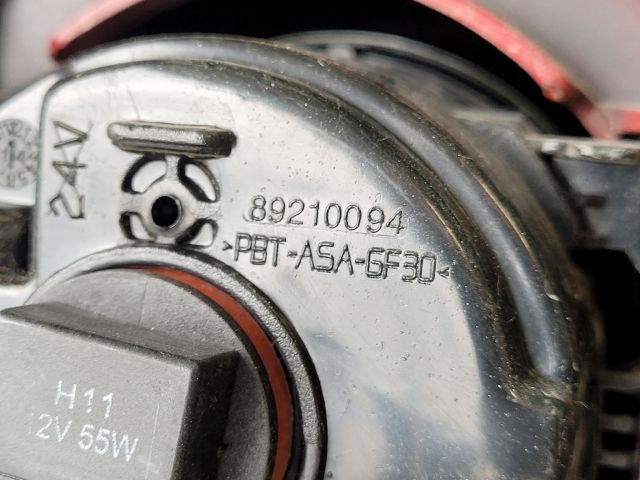 24V
89210094
>PBT-ASA-GF30<
H11
12V 55W